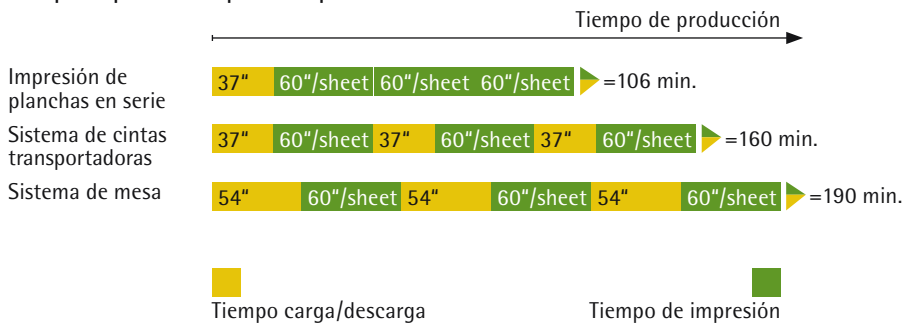 Tiempo de producción
Impresión de
planchas en serie
37" 60"/sheet 60"/sheet 60"/sheet =106 min.
Sistema de cintas
transportadoras
37" 60"/sheet 37" 60"/sheet 37" 60"/sheet =160 min.
Sistema de mesa
54" 60"/sheet 54" 60"/sheet 54" 60"/sheet =190 min.
Tiempo carga/descarga
Tiempo de impresión